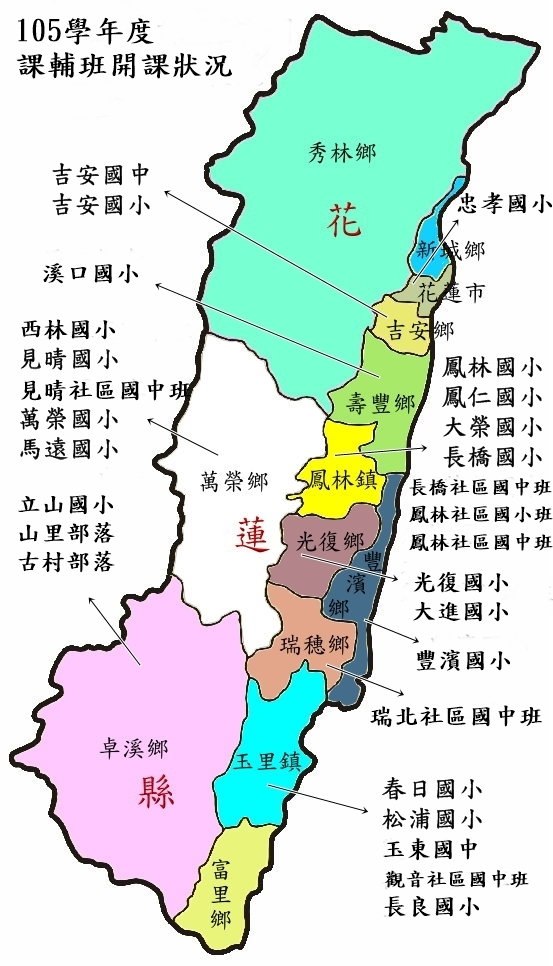 105學年度
課輔班開課狀況
秀林鄉
吉安國中
吉安國小
花
忠孝國小
新城鄉
溪口國小
花蓮市
吉安鄉
西林國小
見晴國小
見晴社區國中班
萬榮國小
馬遠國小
壽豐鄉
鳳林國小
鳳仁國小
大榮國小
長橋國小
長橋社區國中班
鳳林社區國小班
鳳林社區國中班
萬榮鄉
鳳林鎮
蓮
立山國小
山里部落
古村部落
光復鄉
豐濱鄉
光復國小
大進國小
豐濱國小
瑞穗鄉
瑞北社區國中班
卓溪鄉
玉里鎮
縣
春日國小
松浦國小
玉東國中
觀音社區國中班
長良國小
富里鄉